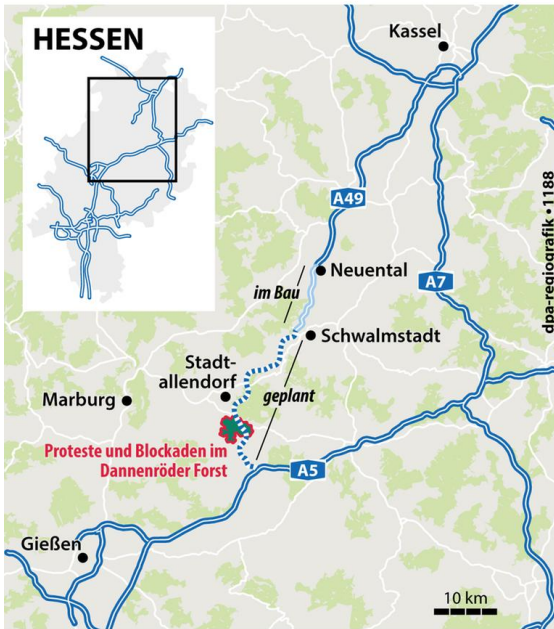 HESSEN
Kassel
A49
Neuental
im Bau
A7
Schwalmstadt
Stadt-
allendorf
geplant
Marburg
Proteste und Blockaden im
Dannenröder Forst
A5
Gießen
10 km
dpa•regiografik•1188